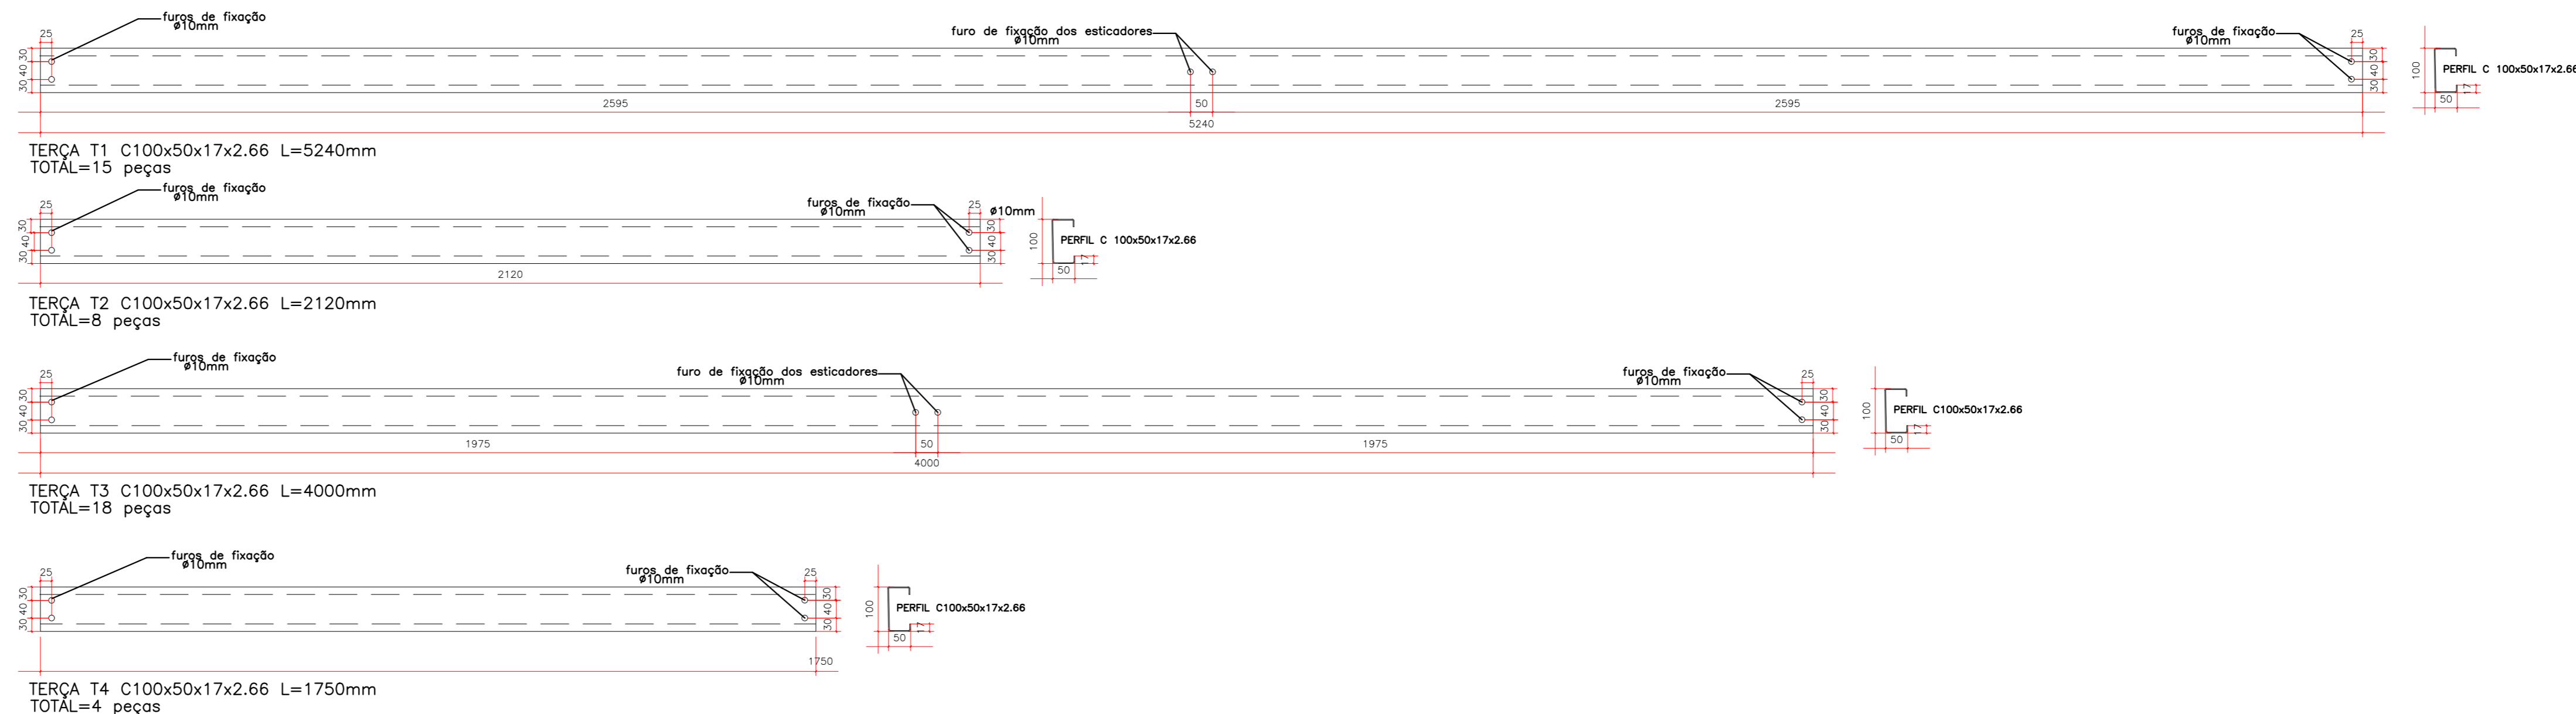 furos de fixação
ø10mm
furo de fixação dos esticadores
ø10mm
furos de fixação
ø10mm
25
25
30
40
30
30
40
30
100
PERFIL C 100x50x17x2.66
17
50
2595
50
2595
5240
TERÇA T1 C100x50x17x2.66 L=5240mm
TOTAL=15 peças
furos de fixação
ø10mm
furos de fixação
ø10mm
25
25
ø10mm
30
40
30
30
40
30
100
PERFIL C 100x50x17x2.66
17
50
2120
TERÇA T2 C100x50x17x2.66 L=2120mm
TOTAL=8 peças
furos de fixação
ø10mm
furo de fixação dos esticadores
ø10mm
furos de fixação
ø10mm
25
25
30
40
30
30
40
30
100
PERFIL C100x50x17x2.66
17
50
1975
50
1975
4000
TERÇA T3 C100x50x17x2.66 L=4000mm
TOTAL=18 peças
furos de fixação
ø10mm
furos de fixação
ø10mm
25
25
30
40
30
30
40
30
100
PERFIL C100x50x17x2.66
17
50
1750
TERÇA T4 C100x50x17x2.66 L=1750mm
TOTAL=4 peças